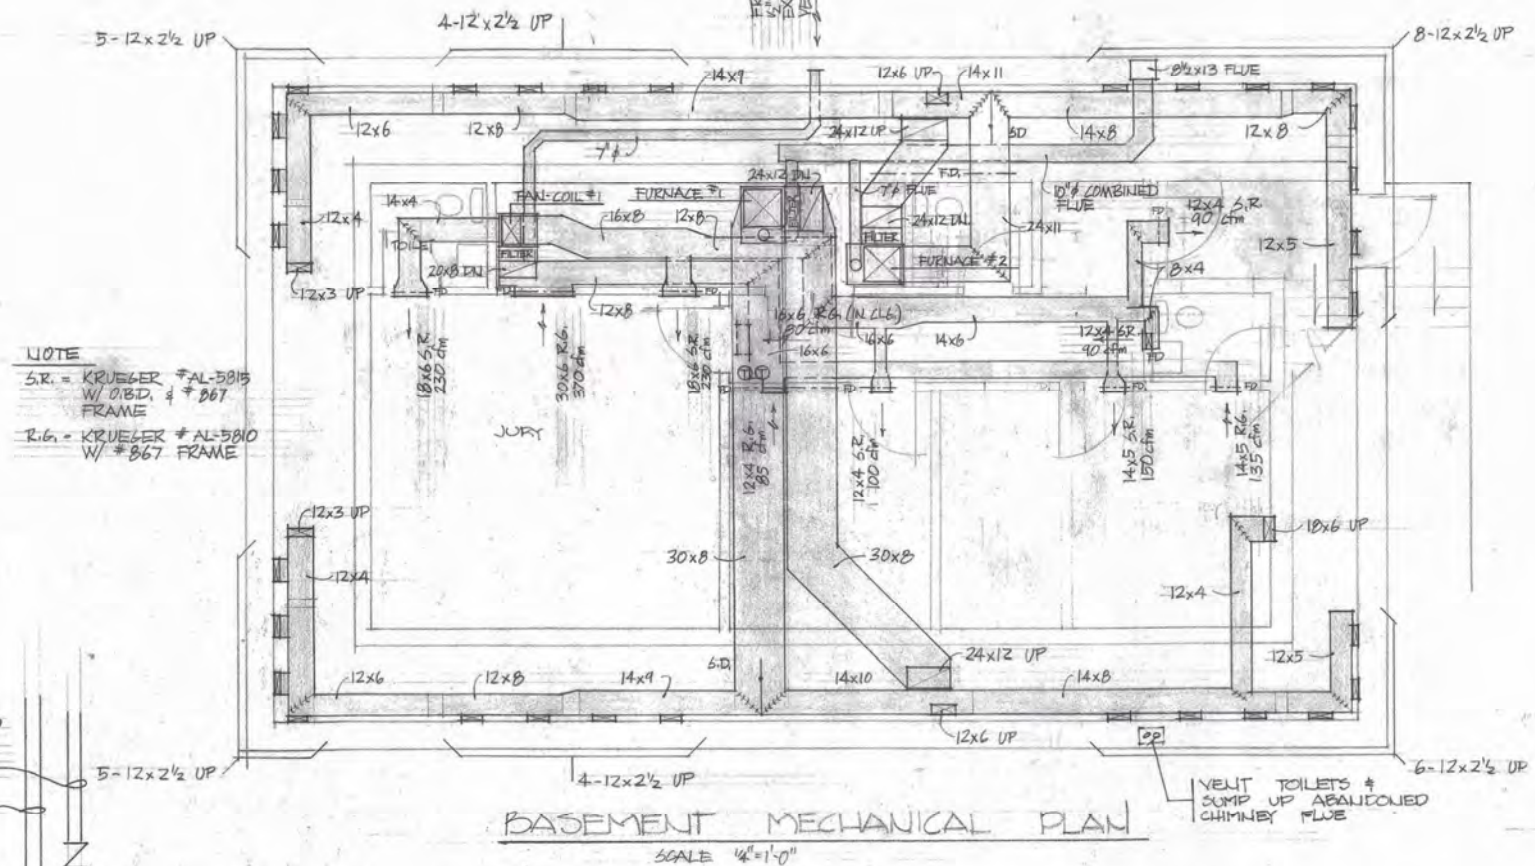 4-12x2½ UP
5-12x2½ UP
8-12x2½ UP
14x9
12x6 UP
14x11
8½x13 FLUE
12x6
12x8
24x12 UP
S.D.
14x8
12x8
7"ø
F.D.
24x12 DN
10"ø COMBINED
FLUE
FAN-COIL #1
FURNACE #1
7ø FLUE
14x4
12x4 S.R.
90 cfm
FD
16x8
12x8
FILTER
24x12 DN
24x11
12x4
TOILET
FILTER
12x5
FILTER
FURNACE #2
20x8 DN
8x4
12x3 UP
FD
FD
12x8
FD
16x6 R.G. (IN CLG)
80 cfm
16x6
14x6
12x4 S.R.
90 cfm
16x6
FD
NOTE
S.R. = KRUEGER #AL-5815
W/ O.B.D. & #867
FRAME
R.G. = KRUEGER #AL-5810
W/ #867 FRAME
18x6 S.R.
230 cfm
30x6 R.G.
370 cfm
18x6 S.R.
230 cfm
T T
FD
FD
FD
FD
JURY
12x4 R.G.
85 cfm
12x4 S.R.
100 cfm
14x5 S.R.
150 cfm
14x5 R.G.
135 cfm
12x3 UP
18x6 UP
30x8
30x8
12x4
12x4
24x12 UP
12x5
S.D.
12x6
12x8
14x9
14x10
14x8
12x6 UP
5-12x2½ UP
4-12x2½ UP
6-12x2½ UP
VENT TOILETS &
SUMP UP ABANDONED
CHIMNEY FLUE
BASEMENT MECHANICAL PLAN
SCALE ¼"=1'-0"